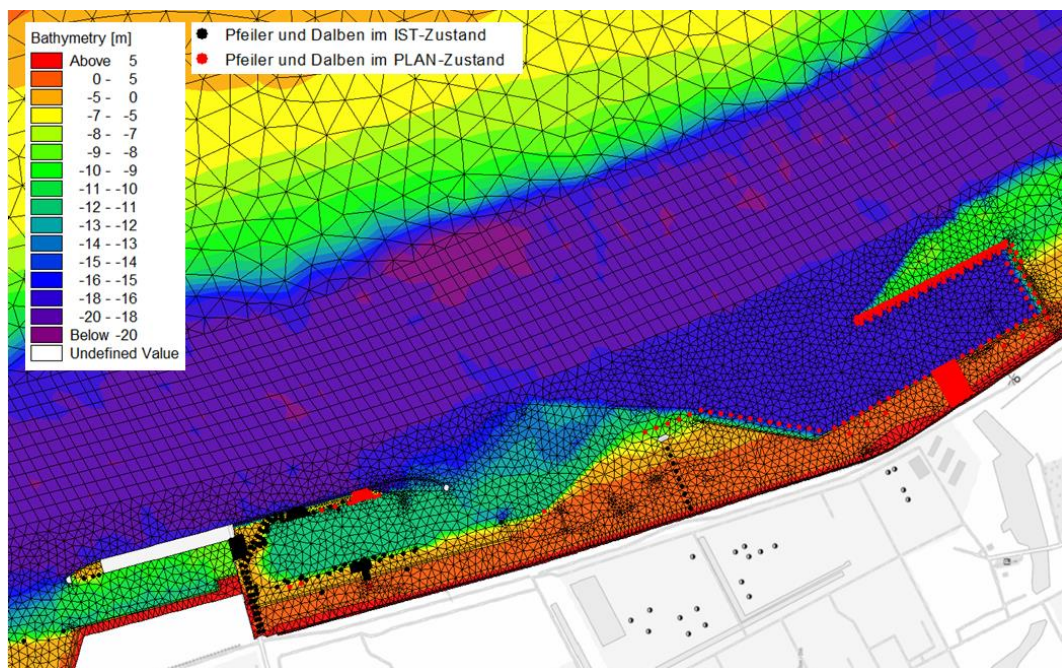 Bathymetry [m]
Above 5
0 - 5
-5 - 0
-7 - -5
-8 - -7
-9 - -8
-10 - -9
-11 - -10
-12 - -11
-13 - -12
-14 - -13
-15 - -14
-16 - -15
-18 - -16
-20 - -18
Below -20
Undefined Value
Pfeiler und Dalben im IST-Zustand
Pfeiler und Dalben im PLAN-Zustand